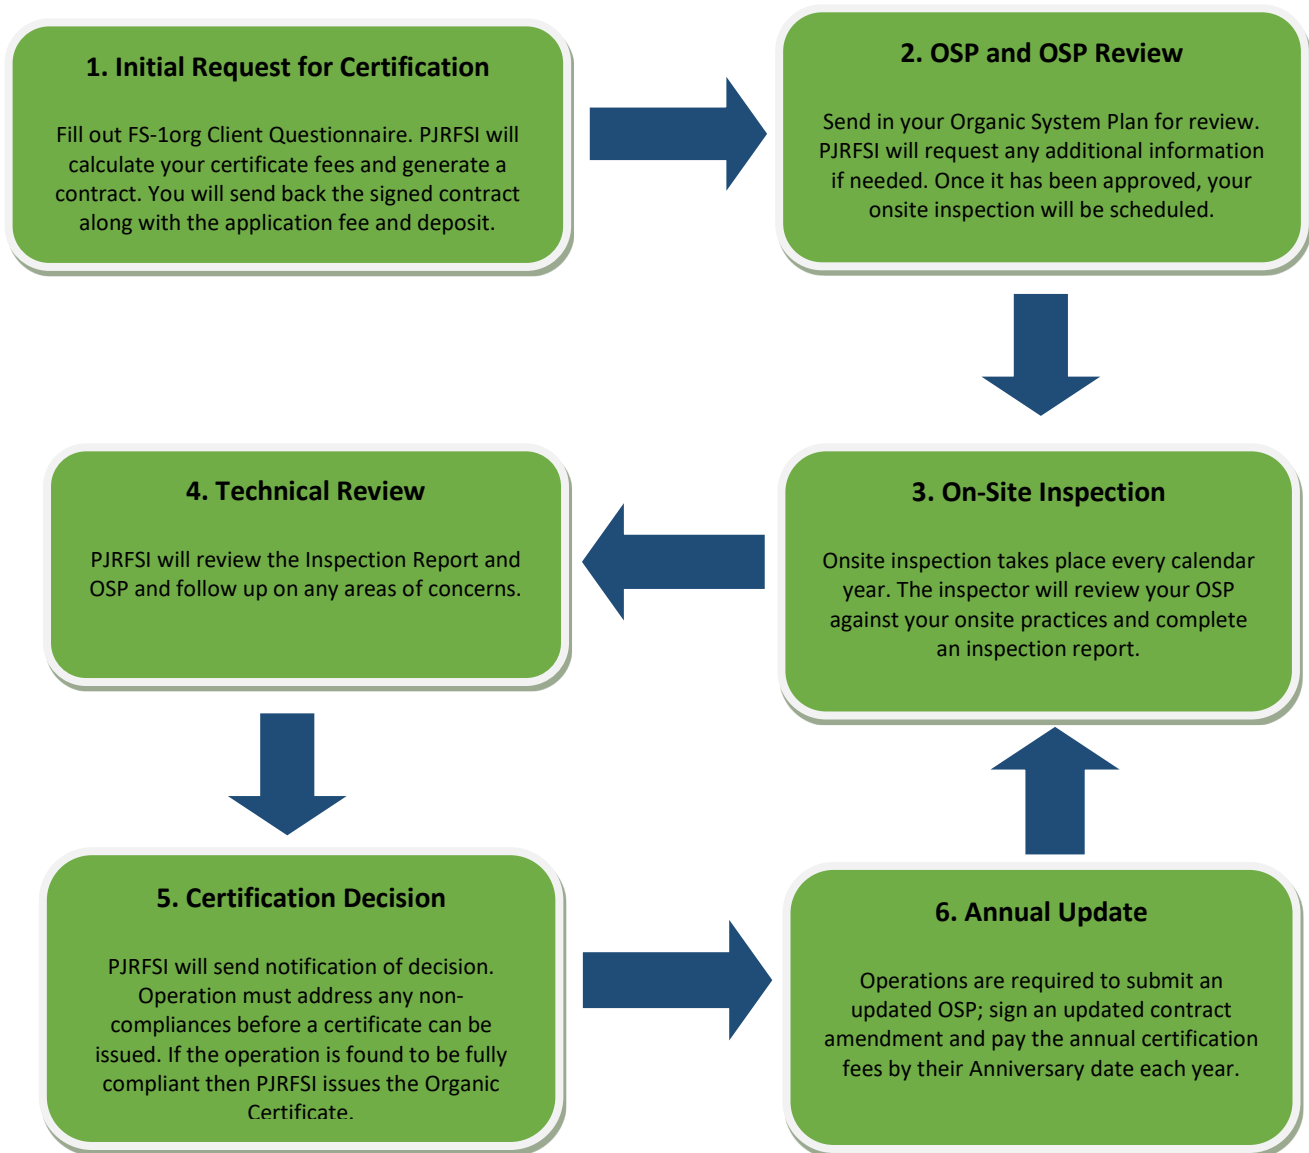 1. Initial Request for Certification
Fill out FS-1org Client Questionnaire. PJRFSI will
calculate your certificate fees and generate a
contract. You will send back the signed contract
along with the application fee and deposit.
2. OSP and OSP Review
Send in your Organic System Plan for review.
PJRFSI will request any additional information
if needed. Once it has been approved, your
onsite inspection will be scheduled.
3. On-Site Inspection
Onsite inspection takes place every calendar
year. The inspector will review your OSP
against your onsite practices and complete
an inspection report.
4. Technical Review
PJRFSI will review the Inspection Report and
OSP and follow up on any areas of concerns.
5. Certification Decision
PJRFSI will send notification of decision.
Operation must address any non-
compliances before a certificate can be
issued. If the operation is found to be fully
compliant then PJRFSI issues the Organic
Certificate.
6. Annual Update
Operations are required to submit an
updated OSP; sign an updated contract
amendment and pay the annual certification
fees by their Anniversary date each year.